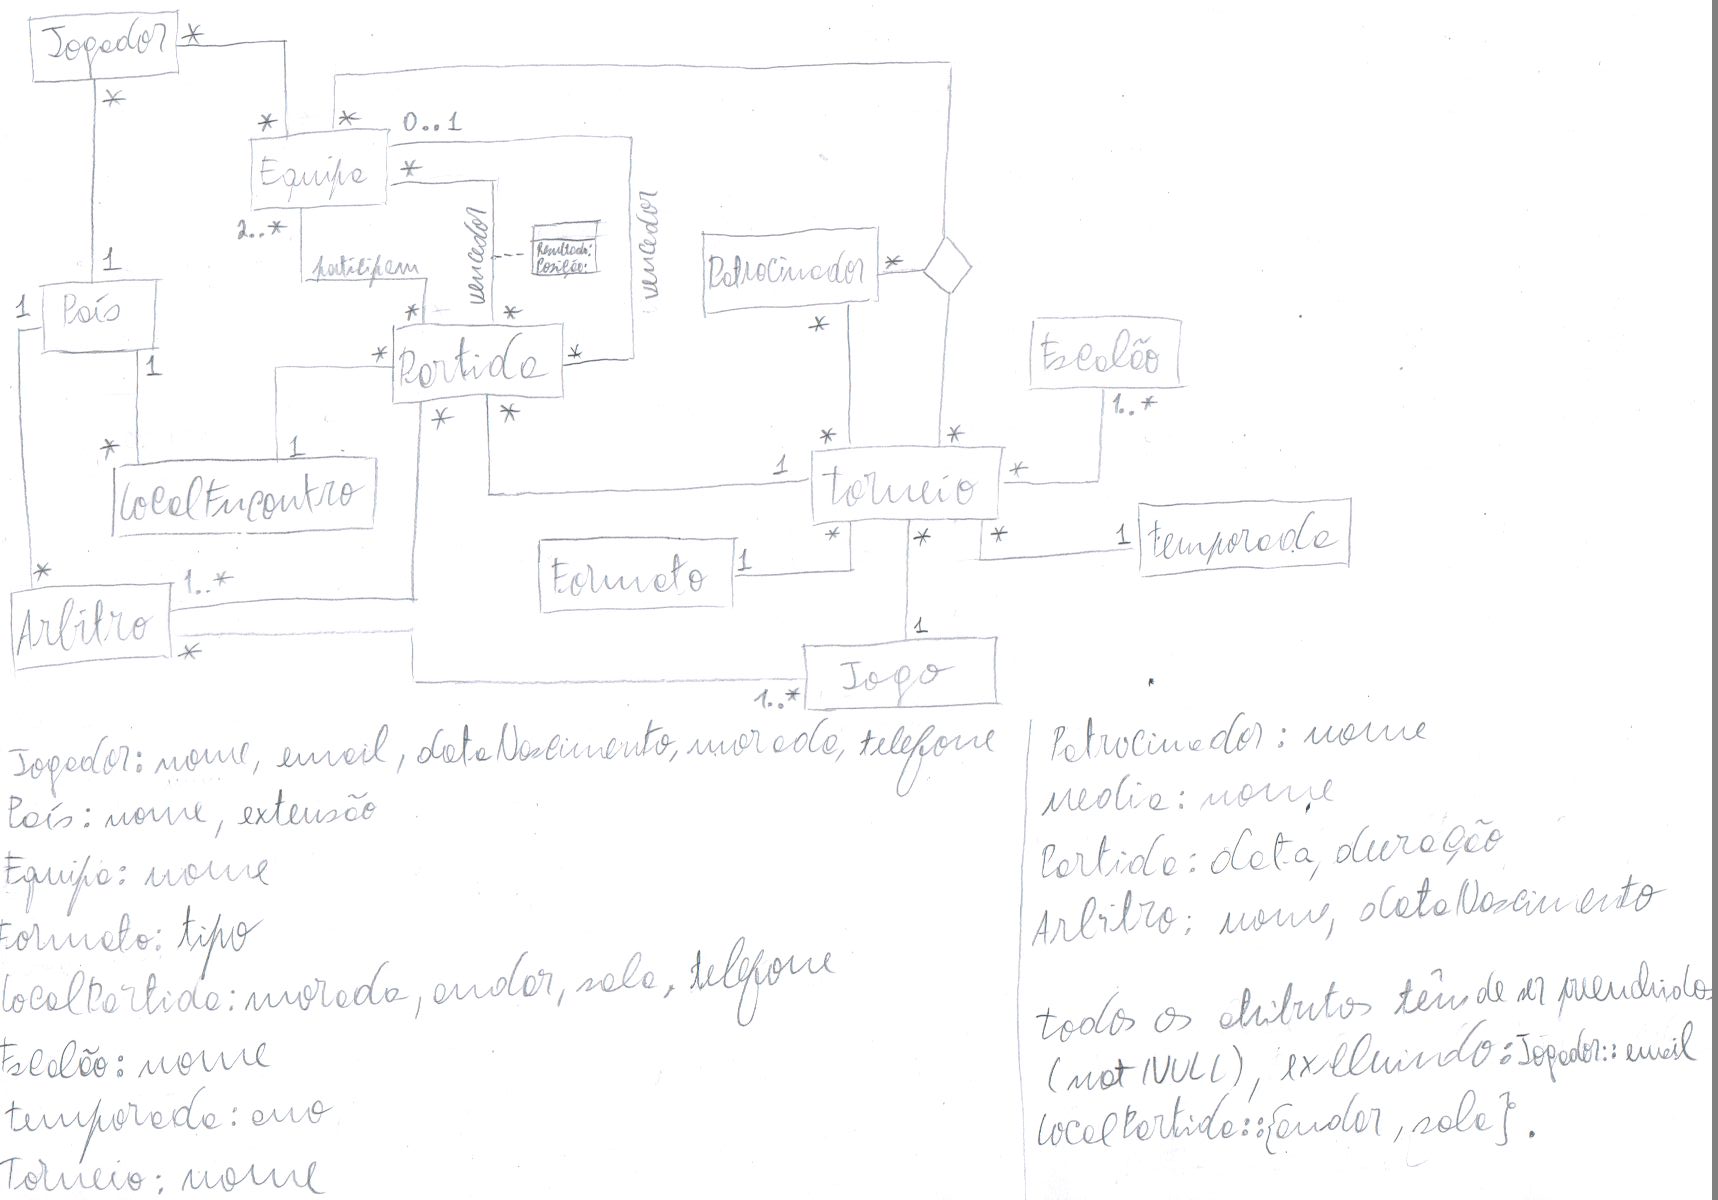 Jogador
*
*
*
*
0..1
Equipa
*
2..*
participam
vencedor
Resultado:
Posição:
vencedor
Patrocinador
*
*
1
1
País
1
*
*
*
*
Partida
*
*
Escalão
1..*
*
1
LocalEncontro
1
*
*
Torneio
*
*
1..*
Arbitro
*
Formato
1
*
*
*
1
temporada
1
Jogo
1..*
Jogador: nome, email, dataNascimento, morada, telefone
País: nome, extensão
Equipa: nome
Formato: tipo
localPartida: morada, andar, sala, telefone
Escalão: nome
temporada: ano
Torneio: nome
Patrocinador: nome
media: nome
Partida: data, duração
Arbitro: nome, dataNascimento
todos os atributos têm de ser preenchidos
(not NULL), excluindo: Jogador::email
localPartida::{andar, sala}.